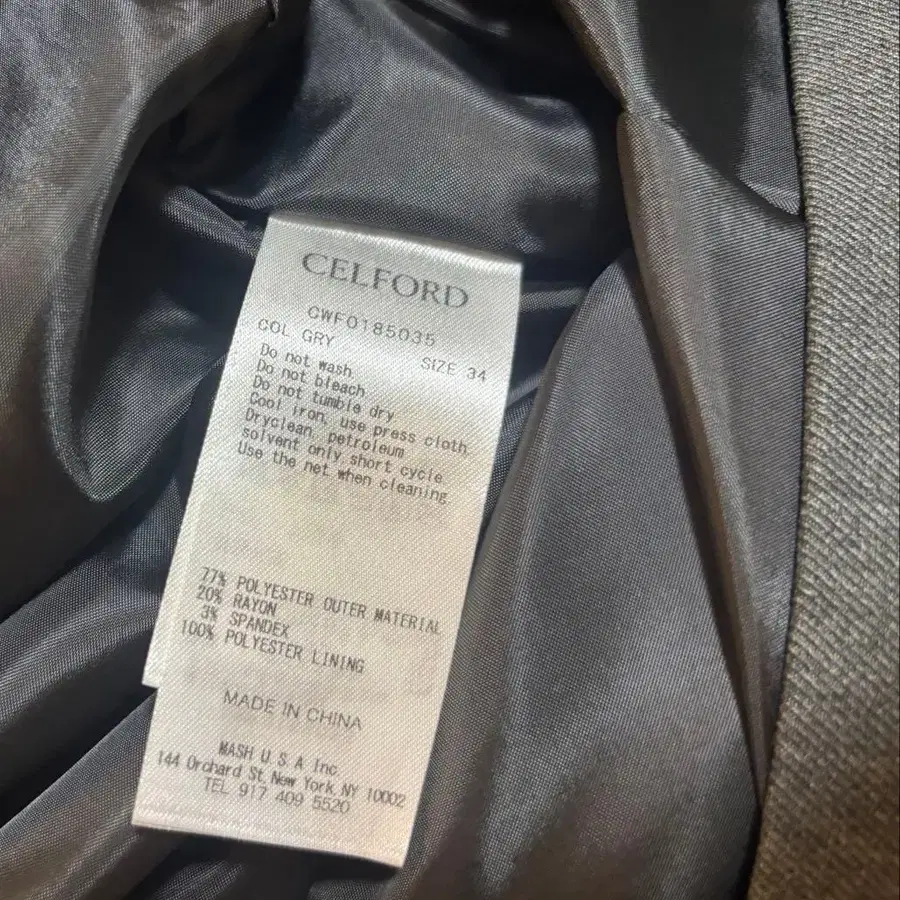 CELFORD
CWF0185035
COL GRY SIZE 34
Do not wash
Do not bleach
Do not tumble dry
Cool iron, use press cloth
Dryclean, petroleum
solvent only short cycle
Use the net when cleaning
77% POLYESTER OUTER MATERIAL
20% RAYON
3% SPANDEX
100% POLYESTER LINING
MADE IN CHINA
MASH U S A Inc
144 Orchard St New York NY 10002
TEL 917 409 5520